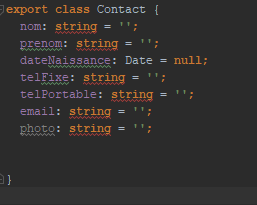 export class Contact {
nom: string = '';
prenom: string = '';
dateNaissance: Date = null;
telFixe: string = '';
telPortable: string = '';
email: string = '';
photo: string = '';
}